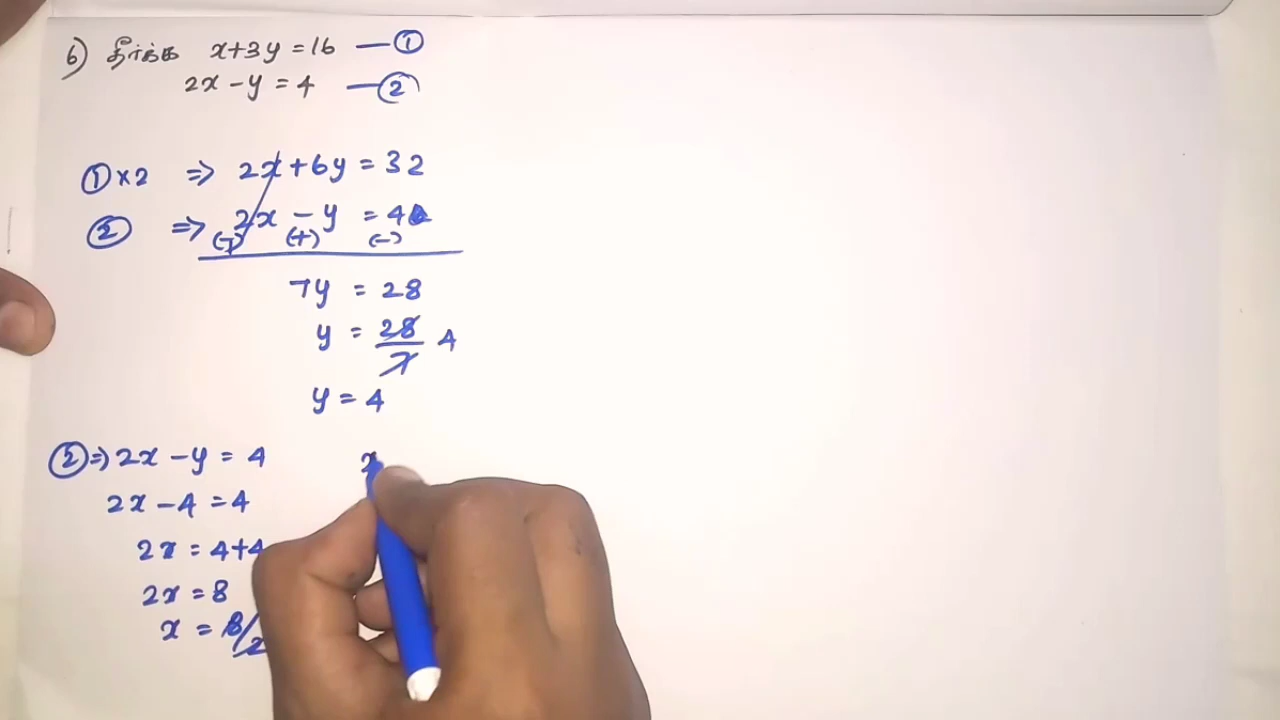 6) தீர்க்க x+3y = 16 — ①
2x - y = 4 — ②
① × 2 ⇒ 2x + 6y = 32
② ⇒ 2x - y = 4
(-) (+) (-)
7y = 28
y = 28/7 4
y = 4
② ⇒ 2x - y = 4
2x - 4 = 4
2x = 4+4
2x = 8
x = 8/2
x